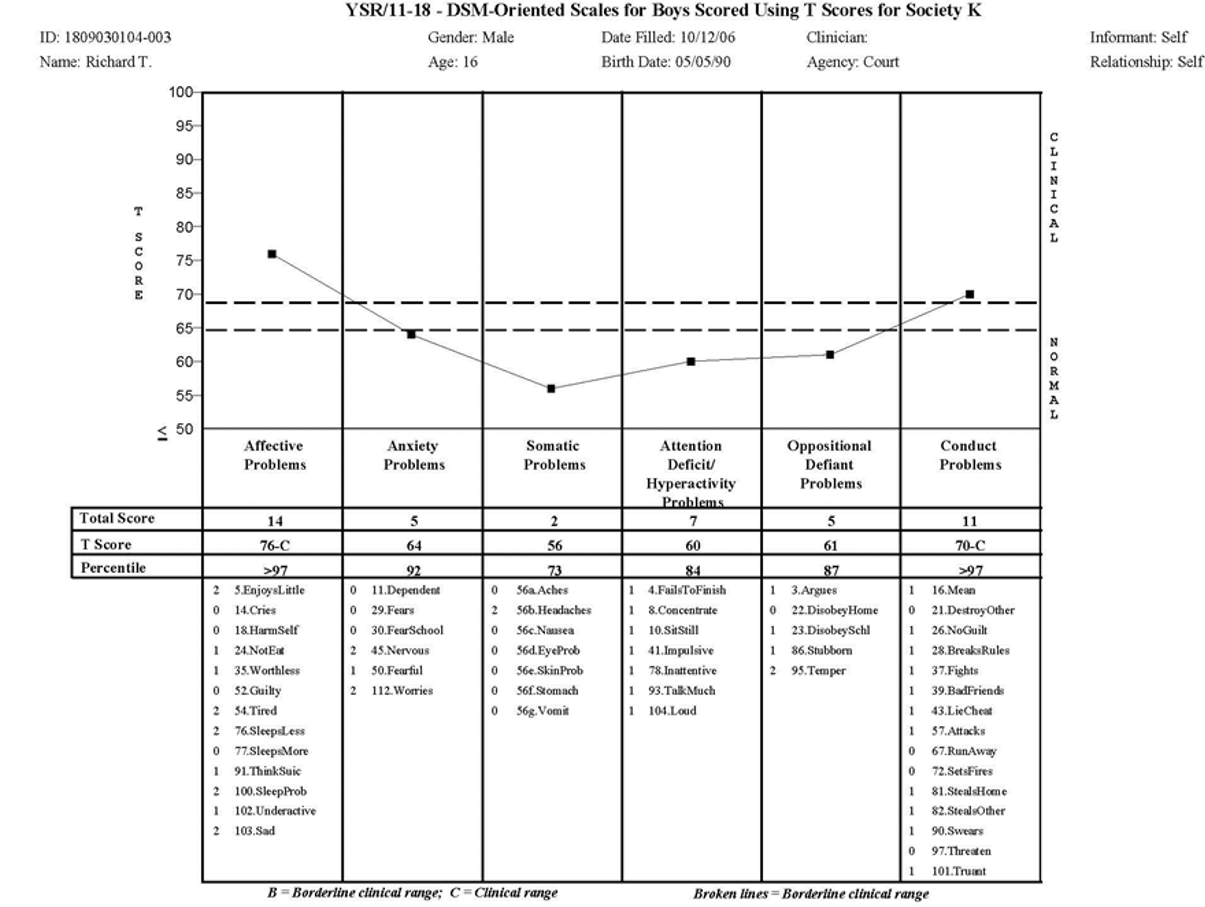 YSR/11-18 - DSM-Oriented Scales for Boys Scored Using T Scores for Society K
ID: 1809030104-003 Gender: Male Date Filled: 10/12/06 Clinician: Informant: Self
Name: Richard T. Age: 16 Birth Date: 05/05/90 Agency: Court Relationship: Self
100
95
90
85
80
75
70
65
60
55
≤ 50
T SCORE
CLINICAL
NORMAL
Affective Problems
Anxiety Problems
Somatic Problems
Attention Deficit/ Hyperactivity Problems
Oppositional Defiant Problems
Conduct Problems
Total Score 14 5 2 7 5 11
T Score 76-C 64 56 60 61 70-C
Percentile >97 92 73 84 87 >97
2 5.EnjoysLittle
0 14.Cries
0 18.HarmSelf
1 24.NotEat
1 35.Worthless
0 52.Guilty
2 54.Tired
2 76.SleepsLess
0 77.SleepsMore
1 91.ThinkSuic
2 100.SleepProb
1 102.Underactive
2 103.Sad
0 11.Dependent
0 29.Fears
0 30.FearSchool
2 45.Nervous
1 50.Fearful
2 112.Worries
0 56a.Aches
2 56b.Headaches
0 56c.Nausea
0 56d.EyeProb
0 56e.SkinProb
0 56f.Stomach
0 56g.Vomit
1 4.FailsToFinish
1 8.Concentrate
1 10.SitStill
1 41.Impulsive
1 78.Inattentive
1 93.TalkMuch
1 104.Loud
1 3.Argues
0 22.DisobeyHome
1 23.DisobeySchl
1 86.Stubborn
2 95.Temper
1 16.Mean
0 21.DestroyOther
1 26.NoGuilt
1 28.BreaksRules
1 37.Fights
1 39.BadFriends
1 43.LieCheat
1 57.Attacks
0 67.RunAway
0 72.SetsFires
1 81.StealsHome
1 82.StealsOther
1 90.Swears
0 97.Threaten
1 101.Truant
B = Borderline clinical range; C = Clinical range Broken lines = Borderline clinical range